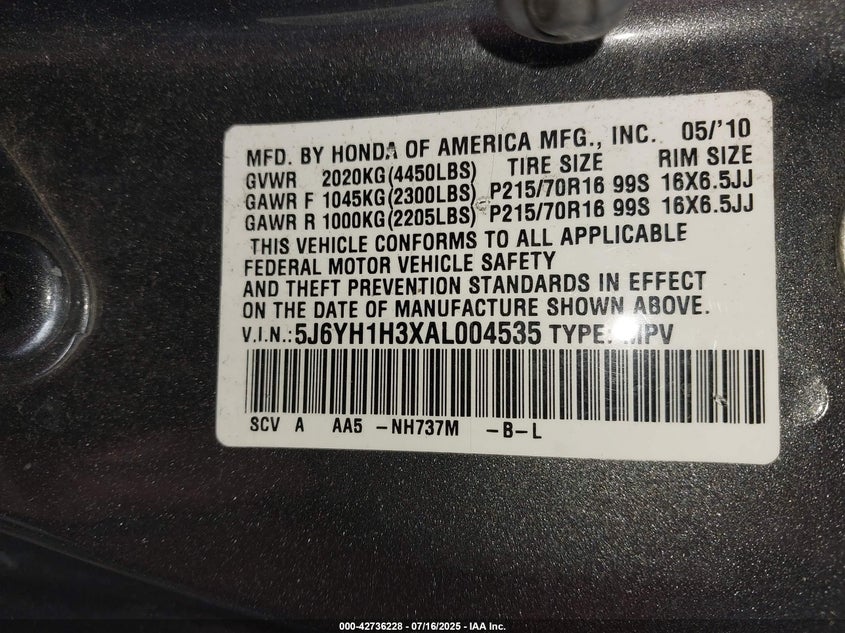 MFD. BY HONDA OF AMERICA MFG., INC. 05/'10
GVWR 2020KG(4450LBS) TIRE SIZE RIM SIZE
GAWR F 1045KG(2300LBS) P215/70R16 99S 16X6.5JJ
GAWR R 1000KG(2205LBS) P215/70R16 99S 16X6.5JJ
THIS VEHICLE CONFORMS TO ALL APPLICABLE
FEDERAL MOTOR VEHICLE SAFETY
AND THEFT PREVENTION STANDARDS IN EFFECT
ON THE DATE OF MANUFACTURE SHOWN ABOVE.
V.I.N.:5J6YH1H3XAL004535 TYPE: MPV
SCV A AA5 -NH737M -B-L
000-42736228 - 07/16/2025 - IAA Inc.